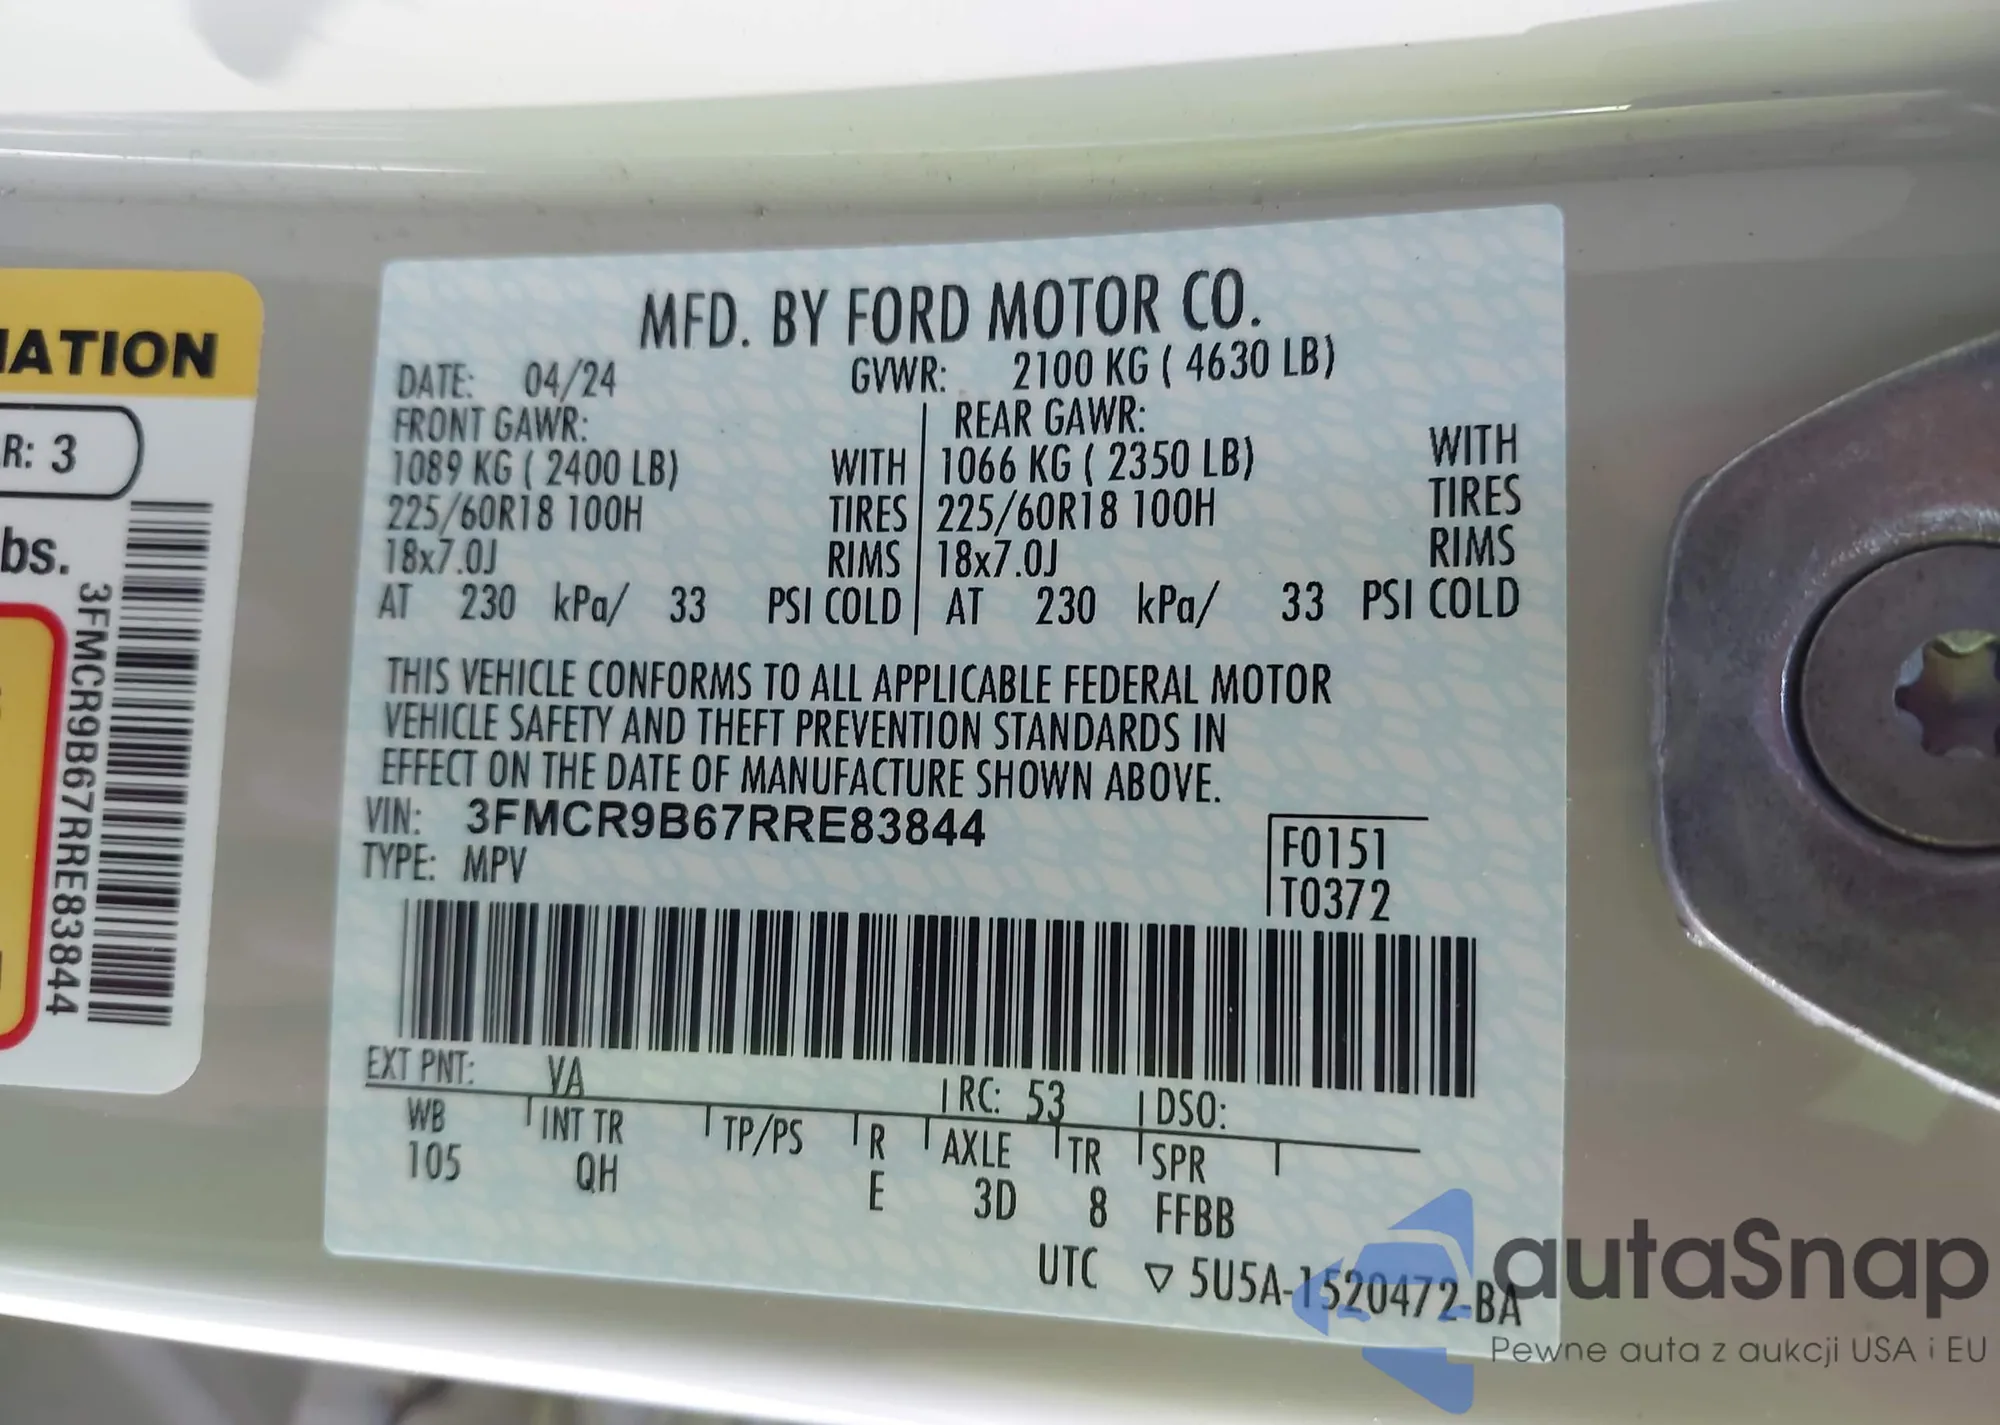 IATION
R: 3
bs.
3FMCR9B67RRE83844
MFD. BY FORD MOTOR CO.
DATE: 04/24 GVWR: 2100 KG ( 4630 LB)
FRONT GAWR: REAR GAWR:
1089 KG ( 2400 LB) WITH 1066 KG ( 2350 LB) WITH
225/60R18 100H TIRES 225/60R18 100H TIRES
18x7.0J RIMS 18x7.0J RIMS
AT 230 kPa/ 33 PSI COLD AT 230 kPa/ 33 PSI COLD
THIS VEHICLE CONFORMS TO ALL APPLICABLE FEDERAL MOTOR
VEHICLE SAFETY AND THEFT PREVENTION STANDARDS IN
EFFECT ON THE DATE OF MANUFACTURE SHOWN ABOVE.
VIN: 3FMCR9B67RRE83844
TYPE: MPV
F0151
T0372
EXT PNT: VA RC: 53 DSO:
WB INT TR TP/PS R AXLE TR SPR
105 QH E 3D 8 FFBB
UTC ▽ 5U5A-1520472-BA
autaSnap
Pewne auta z aukcji USA i EU